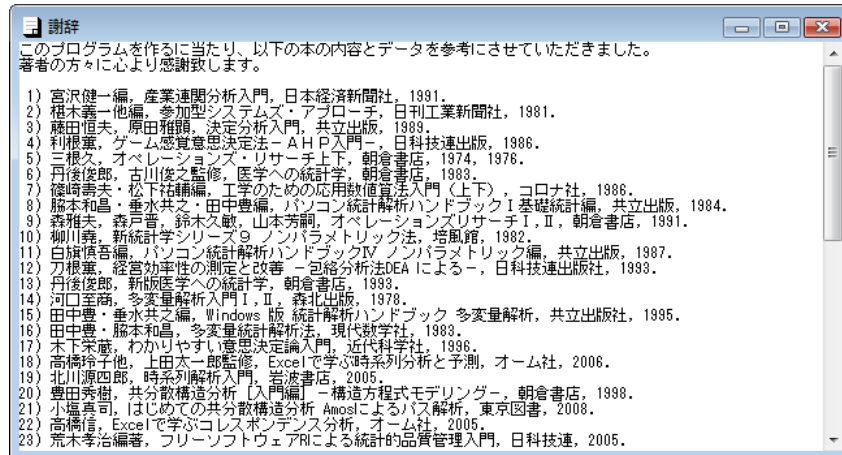 謝辞
このプログラムを作るに当たり、以下の本の内容とデータを参考にさせていただきました。
著者の方々に心より感謝致します。
1) 宮沢健一編, 産業連関分析入門, 日本経済新聞社, 1991.
2) 椹木義一他編, 参加型システムズ・アプローチ, 日刊工業新聞社, 1981.
3) 藤田恒夫, 原田雅顕, 決定分析入門, 共立出版, 1989.
4) 利根薫, ゲーム感覚意思決定法－ＡＨＰ入門－, 日科技連出版, 1986.
5) 三根久, オペレーションズ・リサーチ上下, 朝倉書店, 1974, 1976.
6) 丹後俊郎, 古川俊之監修, 医学への統計学, 朝倉書店, 1983.
7) 篠崎壽夫・松下祐輔編, 工学のための応用数値算法入門（上下）, コロナ社, 1986.
8) 脇本和昌・垂水共之・田中豊編, パソコン統計解析ハンドブックⅠ基礎統計編, 共立出版, 1984.
9) 森雅夫, 森戸晋, 鈴木久敏, 山本芳嗣, オペレーションズリサーチⅠ,Ⅱ, 朝倉書店, 1991.
10) 柳川堯, 新統計学シリーズ９ ノンパラメトリック法, 培風館, 1982.
11) 白旗慎吾編, パソコン統計解析ハンドブックⅣ ノンパラメトリック編, 共立出版, 1987.
12) 刀根薫, 経営効率性の測定と改善 －包絡分析法DEA による－, 日科技連出版社, 1993.
13) 丹後俊郎, 新版医学への統計学, 朝倉書店, 1993.
14) 河口至商, 多変量解析入門Ⅰ,Ⅱ, 森北出版, 1978.
15) 田中豊・垂水共之編, Windows 版 統計解析ハンドブック 多変量解析, 共立出版社, 1995.
16) 田中豊・脇本和昌, 多変量統計解析法, 現代数学社, 1983.
17) 木下栄蔵, わかりやすい意思決定論入門, 近代科学社, 1996.
18) 高橋玲子他, 上田太一郎監修, Excelで学ぶ時系列分析と予測, オーム社, 2006.
19) 北川源四郎, 時系列解析入門, 岩波書店, 2005.
20) 豊田秀樹, 共分散構造分析［入門編］－構造方程式モデリング－, 朝倉書店, 1998.
21) 小塩真司, はじめての共分散構造分析 Amosによるパス解析, 東京図書, 2008.
22) 高橋信, Excelで学ぶコレスポンデンス分析, オーム社, 2005.
23) 荒木孝治編著, フリーソフトウェアRによる統計的品質管理入門, 日科技連, 2005.